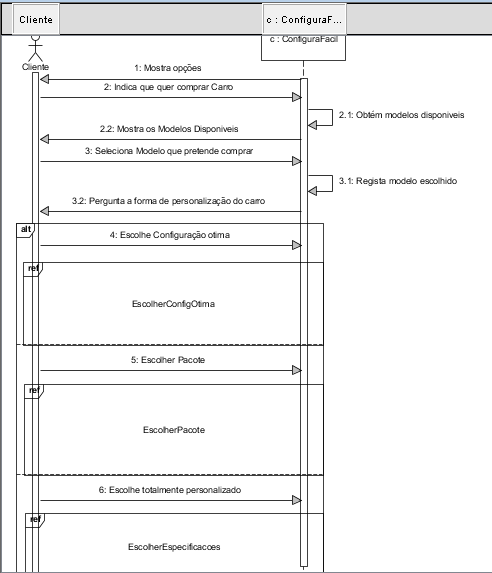 Cliente
c : ConfiguraF...
c : ConfiguraFacil
Cliente
1: Mostra opções
2: Indica que quer comprar Carro
2.1: Obtém modelos disponiveis
2.2: Mostra os Modelos Disponiveis
3: Seleciona Modelo que pretende comprar
3.1: Regista modelo escolhido
3.2: Pergunta a forma de personalização do carro
alt
4: Escolhe Configuração otima
ref
EscolherConfigOtima
5: Escolher Pacote
ref
EscolherPacote
6: Escolhe totalmente personalizado
ref
EscolherEspecificacoes